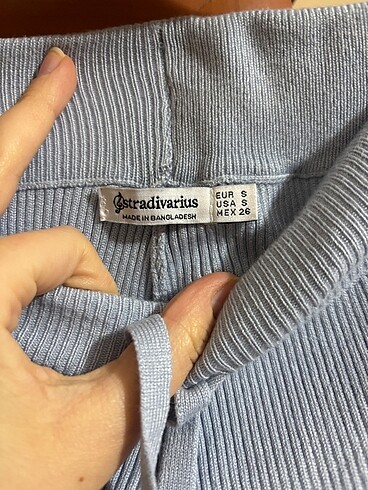 stradivarius
MADE IN BANGLADESH
EUR S
USA S
MEX 26